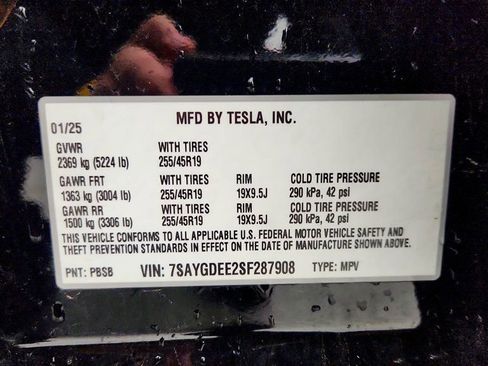 MFD BY TESLA, INC.
01/25
GVWR WITH TIRES
2369 kg (5224 lb) 255/45R19
GAWR FRT WITH TIRES RIM COLD TIRE PRESSURE
1363 kg (3004 lb) 255/45R19 19X9.5J 290 kPa, 42 psi
GAWR RR WITH TIRES RIM COLD TIRE PRESSURE
1500 kg (3306 lb) 255/45R19 19X9.5J 290 kPa, 42 psi
THIS VEHICLE CONFORMS TO ALL APPLICABLE U.S. FEDERAL MOTOR VEHICLE SAFETY AND
THEFT PREVENTION STANDARDS IN EFFECT ON THE DATE OF MANUFACTURE SHOWN ABOVE.
PNT: PBSB VIN: 7SAYGDEE2SF287908 TYPE: MPV